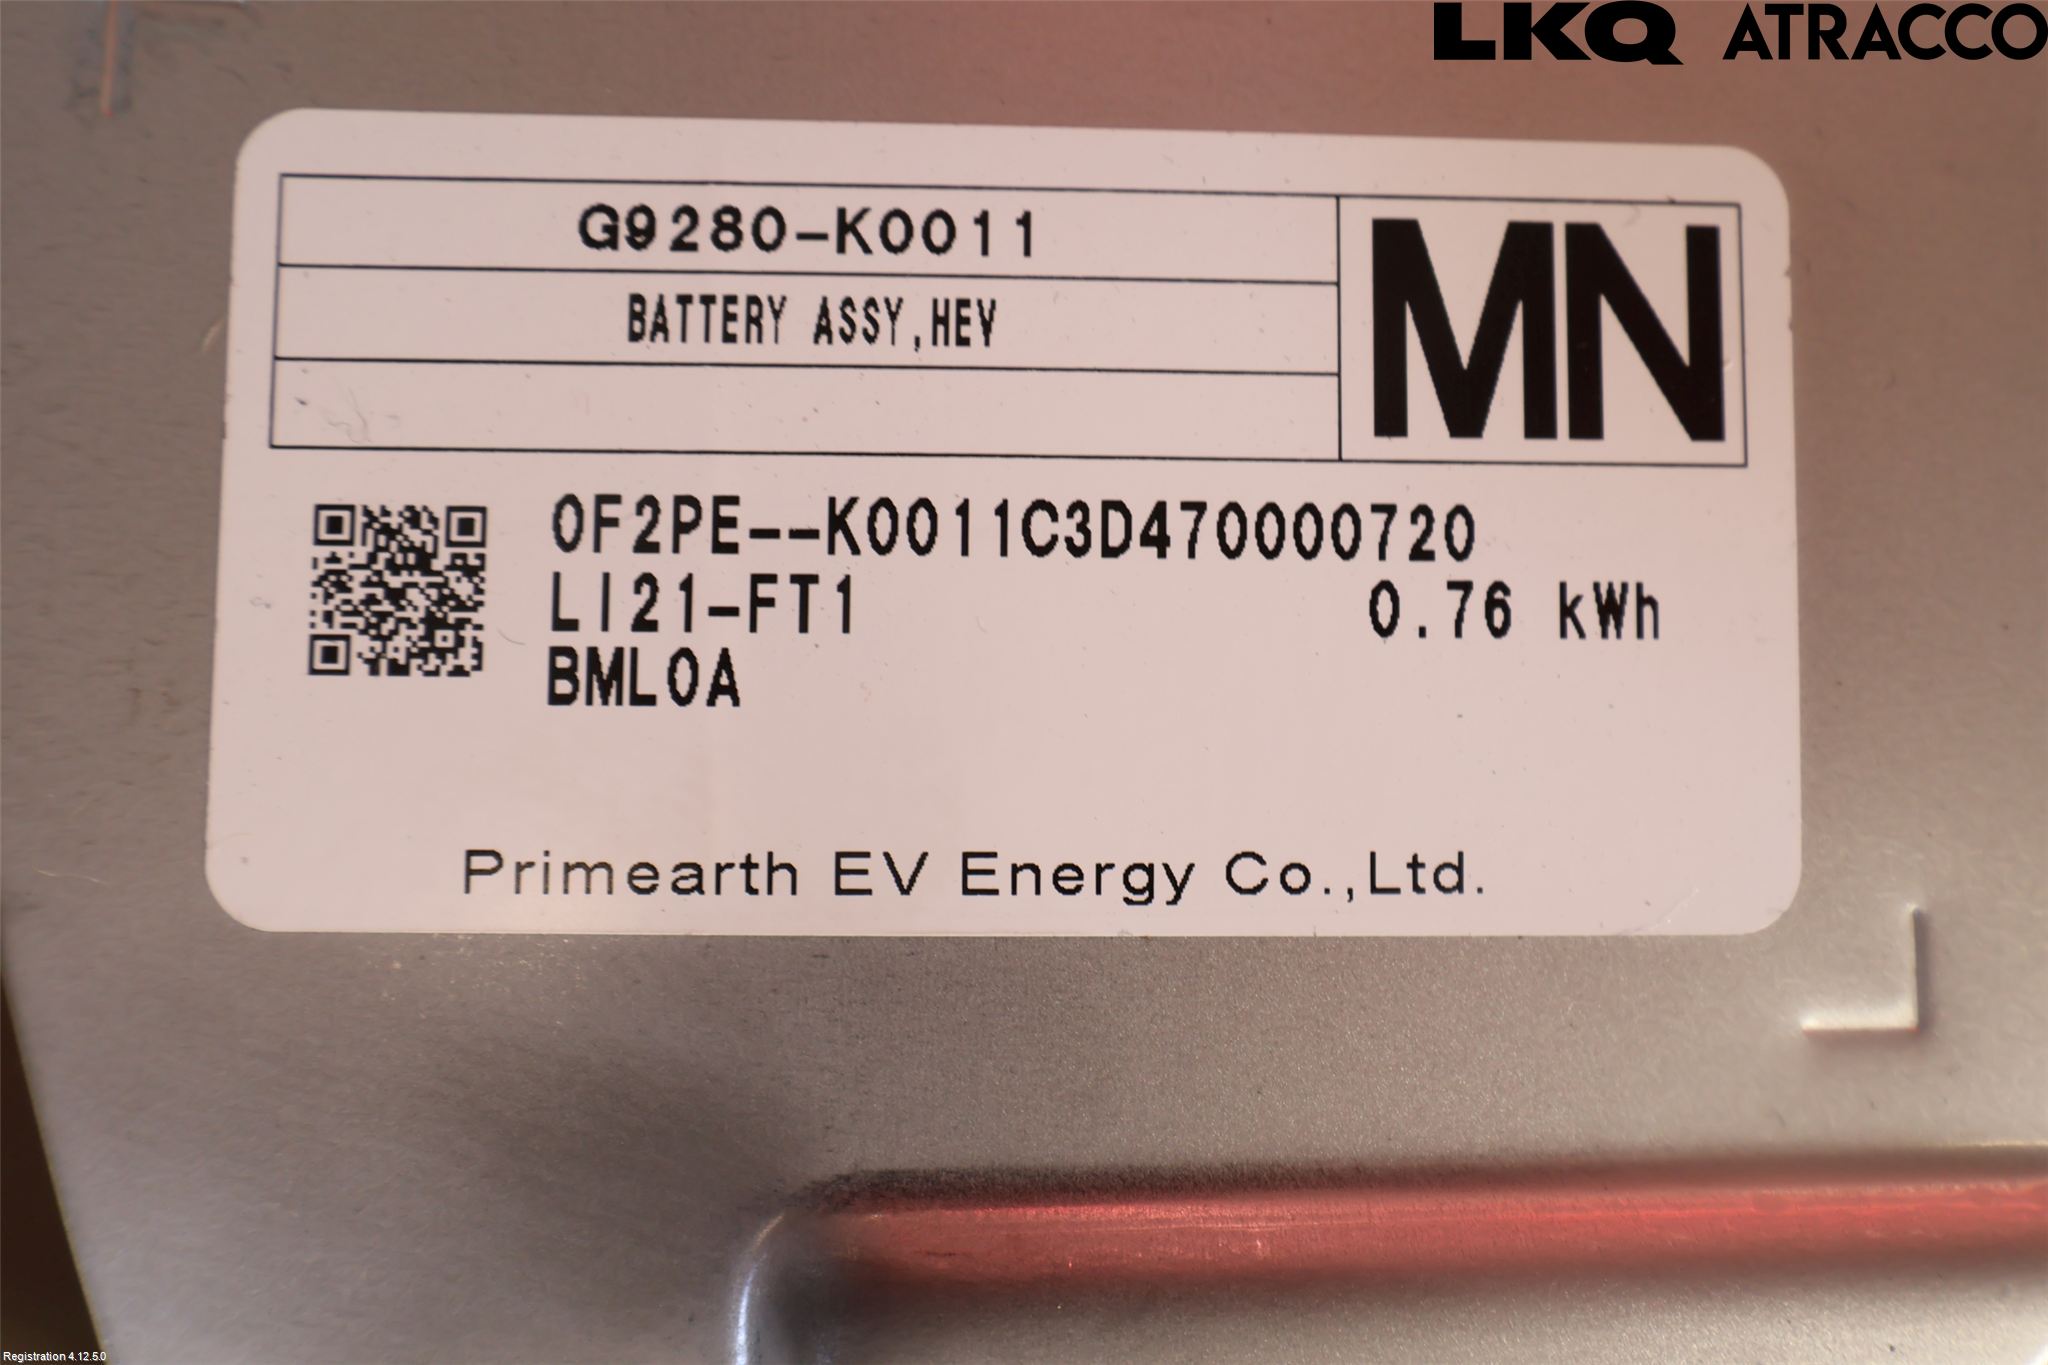 LKQ ATRACCO
G9280-K0011
MN
BATTERY ASSY,HEV
0F2PE--K0011C3D470000720
LI21-FT1 0.76 kWh
BML0A
Primearth EV Energy Co.,Ltd.
Registration 4.12.5.0